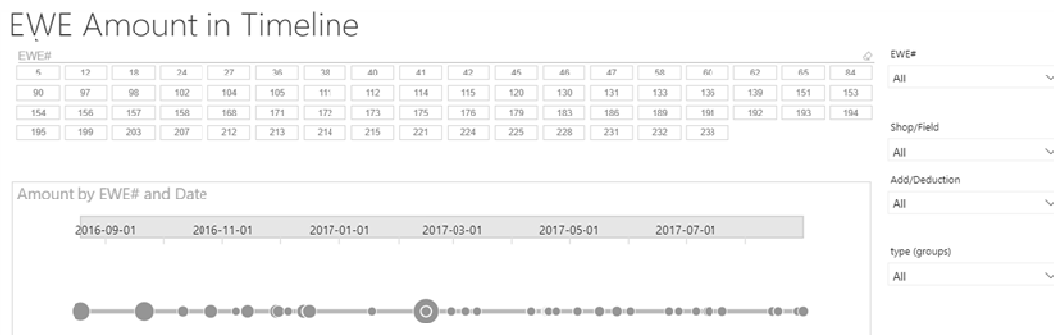 EWE Amount in Timeline
EWE#
5 12 18 24 27 36 38 40 41 42 45 46 47 58 60 62 65 84
90 97 98 102 104 105 111 112 114 115 120 130 131 133 135 139 151 153
154 156 157 158 168 171 172 173 175 176 179 183 186 189 191 192 193 194
195 199 203 207 212 213 214 215 221 224 225 228 231 232 233
Amount by EWE# and Date
2016-09-01 2016-11-01 2017-01-01 2017-03-01 2017-05-01 2017-07-01
EWE#
All
Shop/Field
All
Add/Deduction
All
type (groups)
All